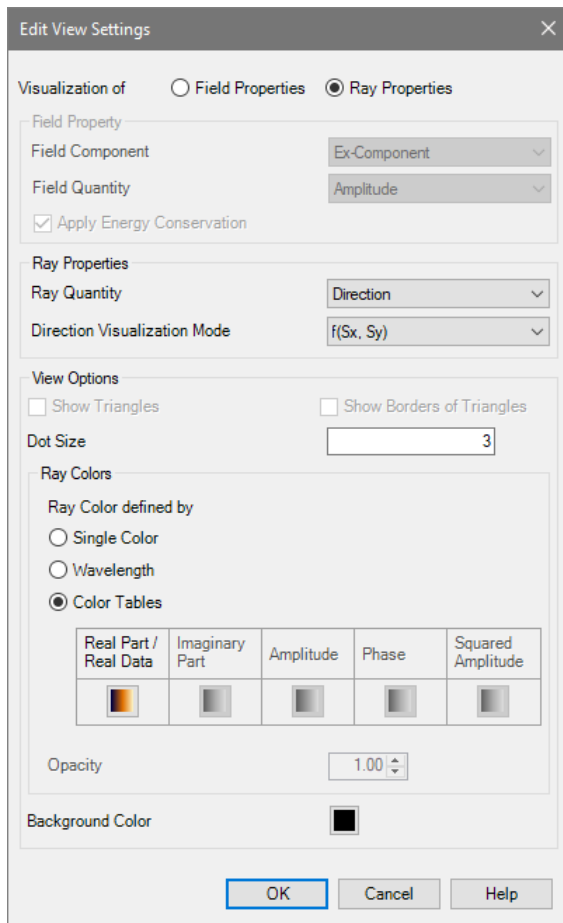 Edit View Settings
Visualization of Field Properties Ray Properties
Field Property
Field Component Ex-Component
Field Quantity Amplitude
Apply Energy Conservation
Ray Properties
Ray Quantity Direction
Direction Visualization Mode f(Sx, Sy)
View Options
Show Triangles Show Borders of Triangles
Dot Size 3
Ray Colors
Ray Color defined by
Single Color
Wavelength
Color Tables
Real Part / Imaginary Amplitude Phase Squared
Real Data Part Amplitude
Opacity 1.00
Background Color
OK Cancel Help